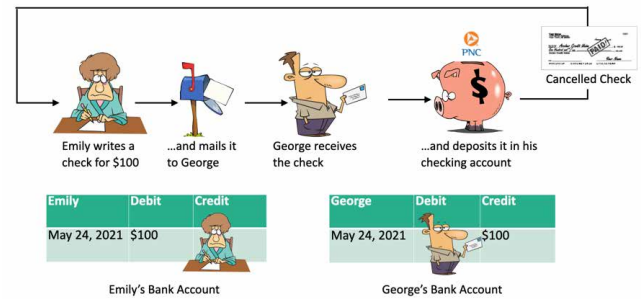 PNC
PAID
Cancelled Check
Emily writes a
check for $100
...and mails it
to George
George receives
the check
$
...and deposits it in his
checking account
Emily Debit Credit
May 24, 2021 $100
Emily's Bank Account
George Debit Credit
May 24, 2021 $100
George's Bank Account